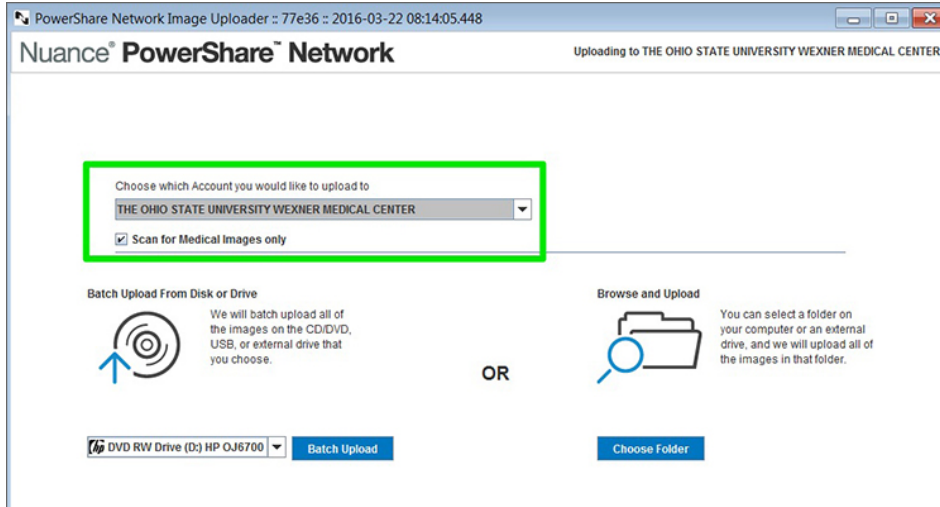 PowerShare Network Image Uploader :: 77e36 :: 2016-03-22 08:14:05.448
Nuance® PowerShare™ Network
Uploading to THE OHIO STATE UNIVERSITY WEXNER MEDICAL CENTER
Choose which Account you would like to upload to
THE OHIO STATE UNIVERSITY WEXNER MEDICAL CENTER
Scan for Medical Images only
Batch Upload From Disk or Drive
We will batch upload all of
the images on the CD/DVD,
USB, or external drive that
you choose.
OR
Browse and Upload
You can select a folder on
your computer or an external
drive, and we will upload all of
the images in that folder.
hp DVD RW Drive (D:) HP OJ6700
Batch Upload
Choose Folder